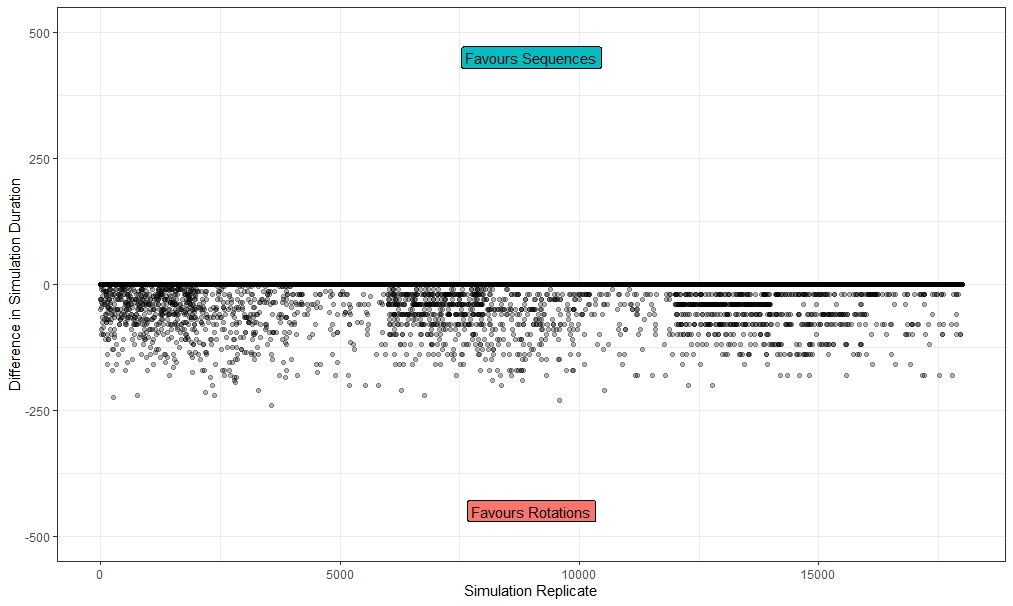 500
Favours Sequences
250
0
-250
Favours Rotations
-500
Difference in Simulation Duration
0
5000
10000
15000
Simulation Replicate